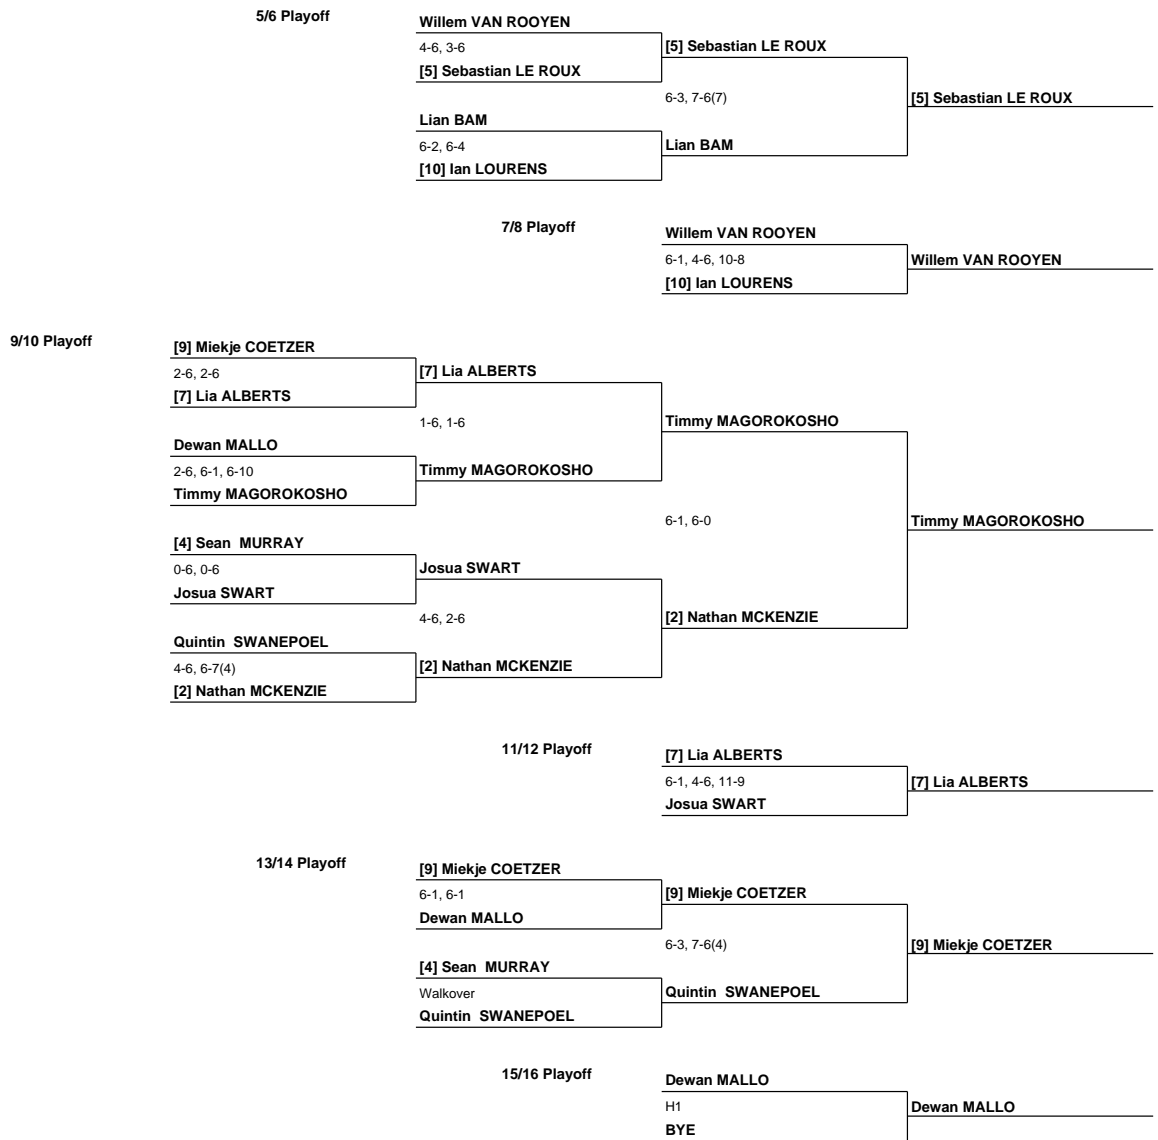 5/6 Playoff
Willem VAN ROOYEN
4-6, 3-6
[5] Sebastian LE ROUX
[5] Sebastian LE ROUX
6-3, 7-6(7)
[5] Sebastian LE ROUX
Lian BAM
6-2, 6-4
Lian BAM
[10] Ian LOURENS
7/8 Playoff
Willem VAN ROOYEN
6-1, 4-6, 10-8
Willem VAN ROOYEN
[10] Ian LOURENS
9/10 Playoff
[9] Miekje COETZER
2-6, 2-6
[7] Lia ALBERTS
[7] Lia ALBERTS
1-6, 1-6
Timmy MAGOROKOSHO
Dewan MALLO
2-6, 6-1, 6-10
Timmy MAGOROKOSHO
Timmy MAGOROKOSHO
6-1, 6-0
Timmy MAGOROKOSHO
[4] Sean  MURRAY
0-6, 0-6
Josua SWART
Josua SWART
4-6, 2-6
[2] Nathan MCKENZIE
Quintin  SWANEPOEL
4-6, 6-7(4)
[2] Nathan MCKENZIE
[2] Nathan MCKENZIE
11/12 Playoff
[7] Lia ALBERTS
6-1, 4-6, 11-9
[7] Lia ALBERTS
Josua SWART
13/14 Playoff
[9] Miekje COETZER
6-1, 6-1
[9] Miekje COETZER
Dewan MALLO
6-3, 7-6(4)
[9] Miekje COETZER
[4] Sean  MURRAY
Walkover
Quintin  SWANEPOEL
Quintin  SWANEPOEL
15/16 Playoff
Dewan MALLO
H1
Dewan MALLO
BYE